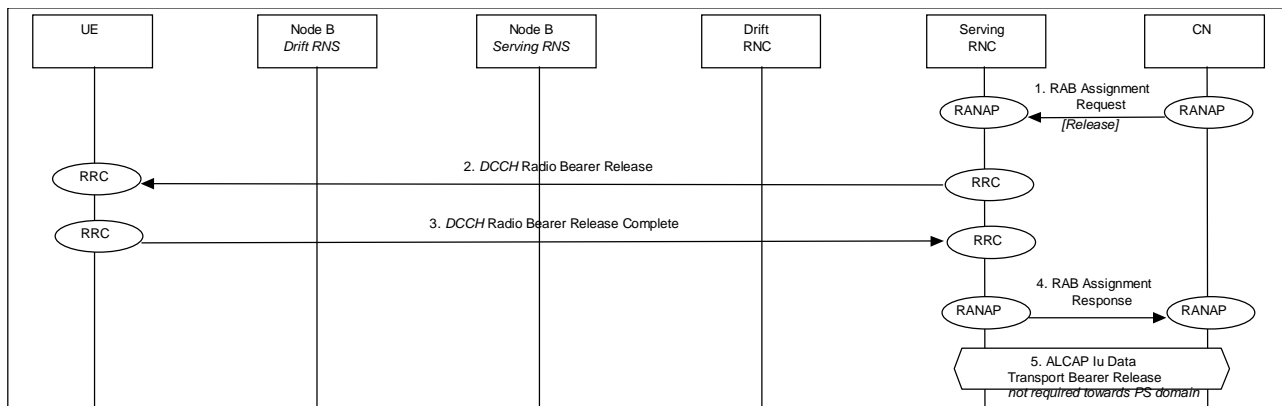 UE
Node B
Drift RNS
Node B
Serving RNS
Drift
RNC
Serving
RNC
CN
1. RAB Assignment
Request
[Release]
RANAP
RANAP
2. DCCH Radio Bearer Release
RRC
RRC
3. DCCH Radio Bearer Release Complete
RRC
RRC
4. RAB Assignment
Response
RANAP
RANAP
5. ALCAP Iu Data
Transport Bearer Release
not required towards PS domain